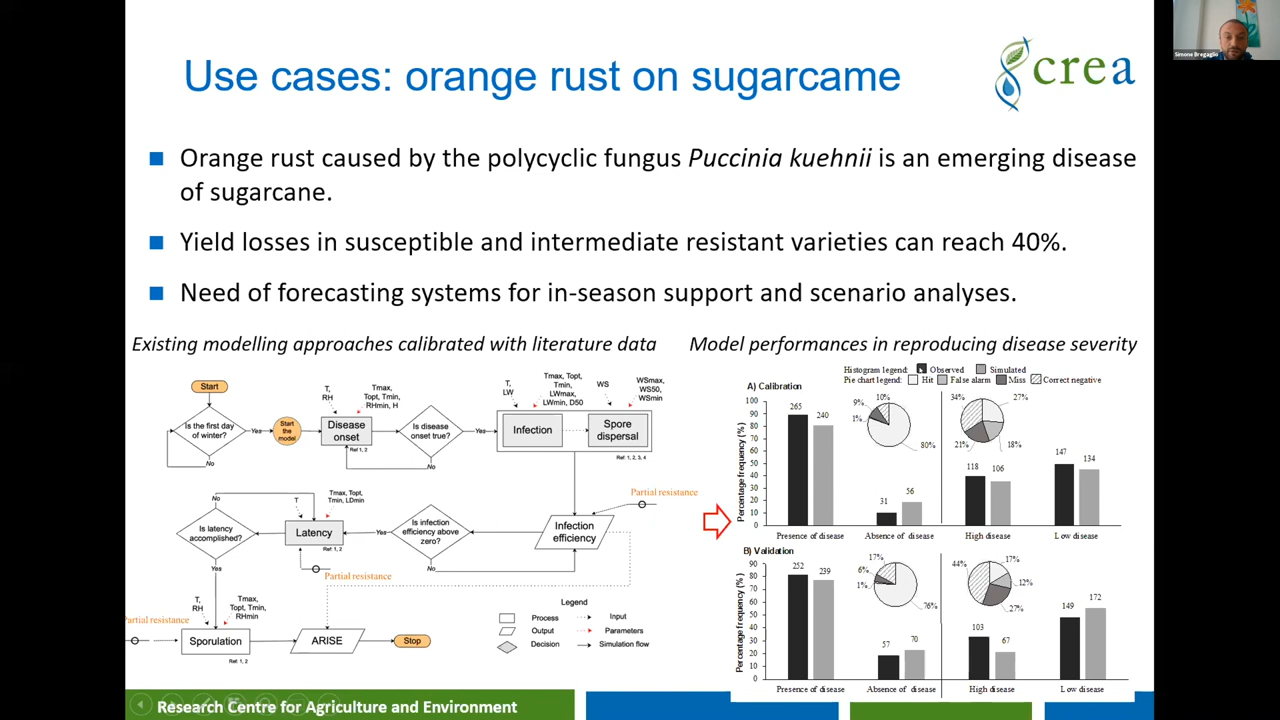 Simone Bregaglio
Use cases: orange rust on sugarcame
crea
Orange rust caused by the polycyclic fungus Puccinia kuehnii is an emerging disease
of sugarcane.
Yield losses in susceptible and intermediate resistant varieties can reach 40%.
Need of forecasting systems for in-season support and scenario analyses.
Existing modelling approaches calibrated with literature data
Start
Is the first day
of winter?
Yes
No
Start
the
model
T,
RH
Tmax,
Topt, Tmin,
RHmin, H
Disease
onset
Ref: 1, 2
Is disease
onset true?
Yes
No
T,
LW
Tmax, Topt,
Tmin,
LWmax,
LWmin, D50
WS
WSmax,
WS50,
WSmin
Infection
Spore
dispersal
Ref: 1, 2, 3, 4
Partial resistance
Infection
efficiency
Is infection
efficiency above
zero?
Yes
No
T
Tmax, Topt,
Tmin, LDmin
Latency
Ref: 1, 2
Partial resistance
No
Is latency
accomplished?
Yes
T,
RH
Tmax,
Topt, Tmin,
RHmin
Partial resistance
Sporulation
Ref: 1, 2
ARISE
Stop
Legend
Process
Input
Output
Parameters
Decision
Simulation flow
Model performances in reproducing disease severity
Histogram legend: Observed Simulated
Pie chart legend: Hit False alarm Miss Correct negative
A) Calibration
Percentage frequency (%)
100
90
80
70
60
50
40
30
20
10
0
265
240
9%
10%
1%
80%
31
56
34%
27%
21%
18%
118
106
147
134
Presence of disease
Absence of disease
High disease
Low disease
B) Validation
Percentage frequency (%)
90
80
70
60
50
40
30
20
10
0
252
239
17%
6%
1%
76%
57
70
44%
17%
12%
27%
103
67
149
172
Presence of disease
Absence of disease
High disease
Low disease
Research Centre for Agriculture and Environment